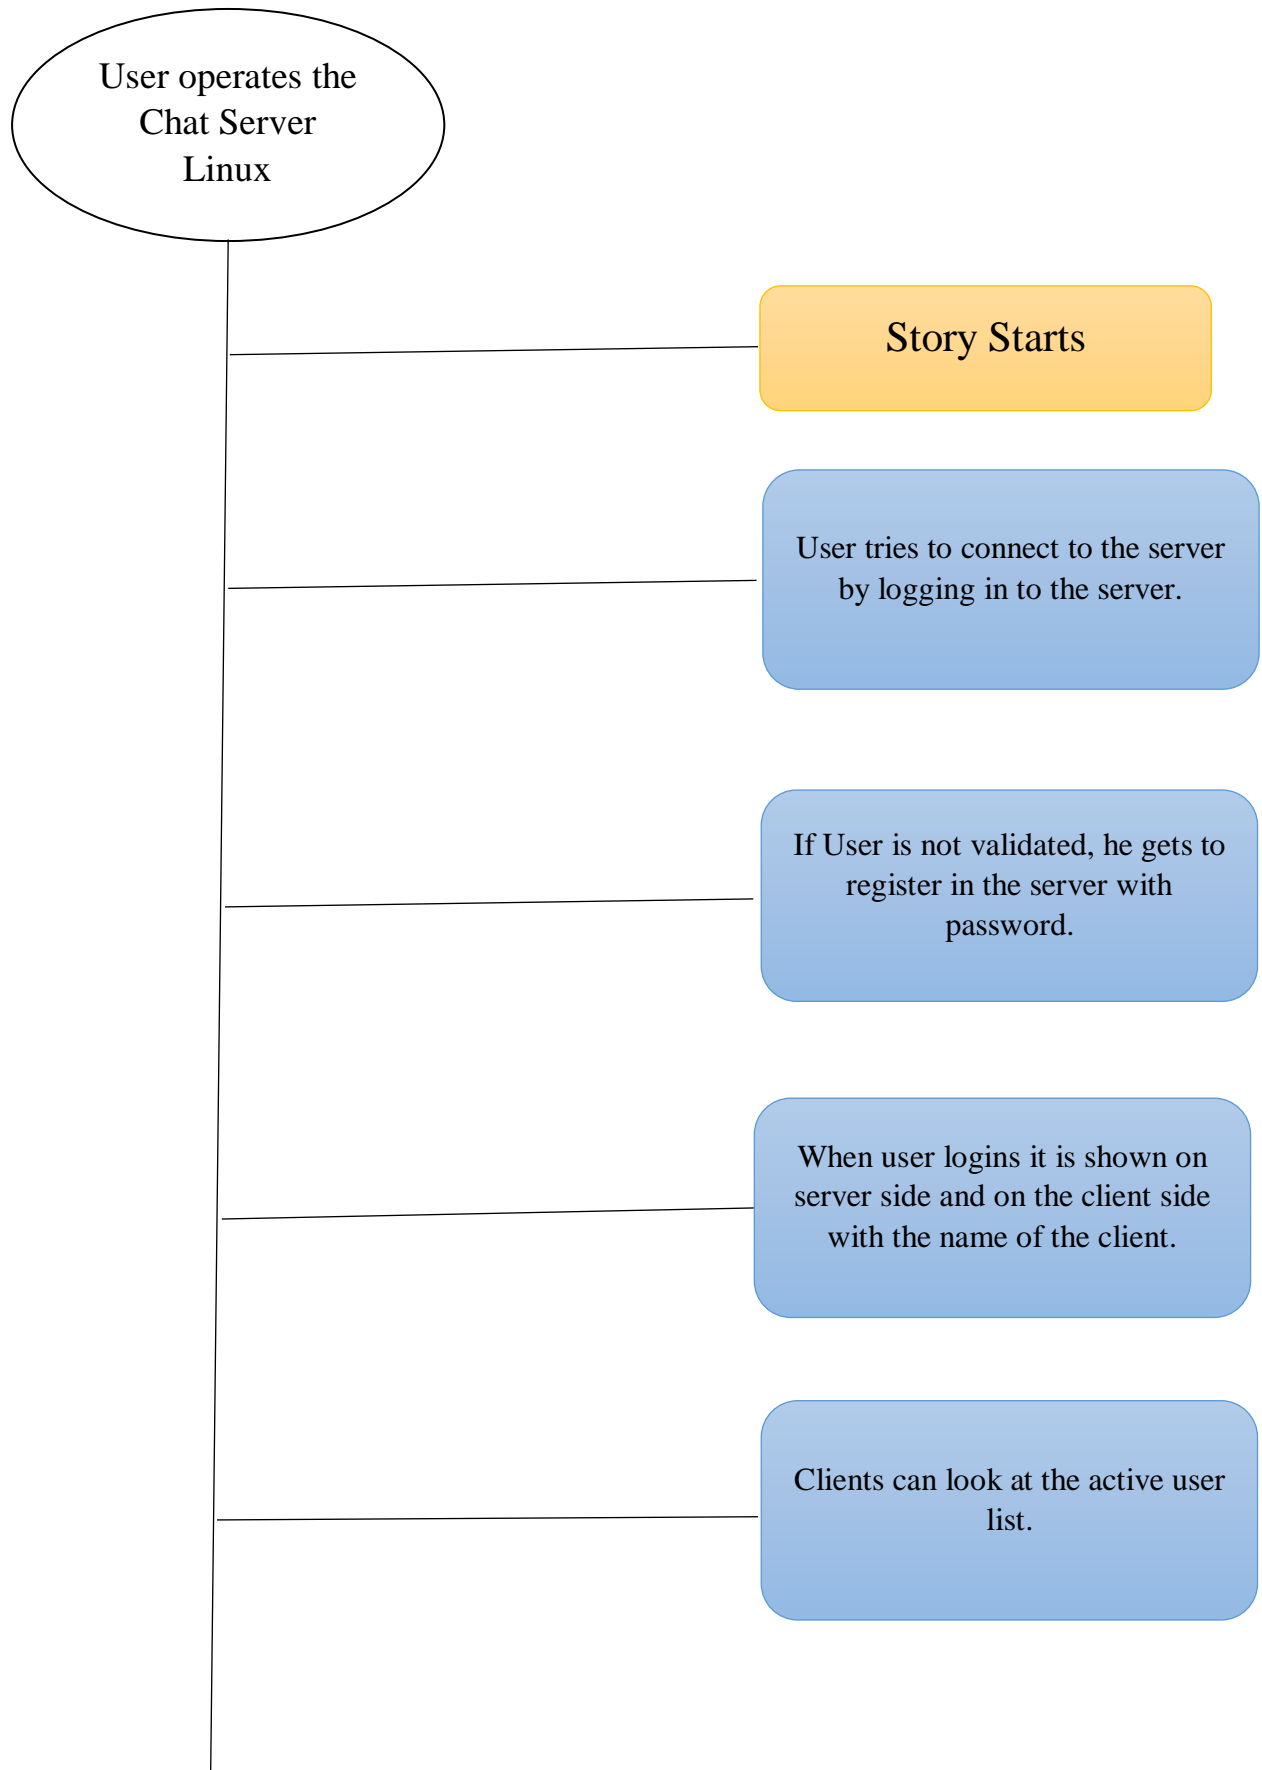 User operates the
Chat Server
Linux
Story Starts
User tries to connect to the server
by logging in to the server.
If User is not validated, he gets to
register in the server with
password.
When user logins it is shown on
server side and on the client side
with the name of the client.
Clients can look at the active user
list.